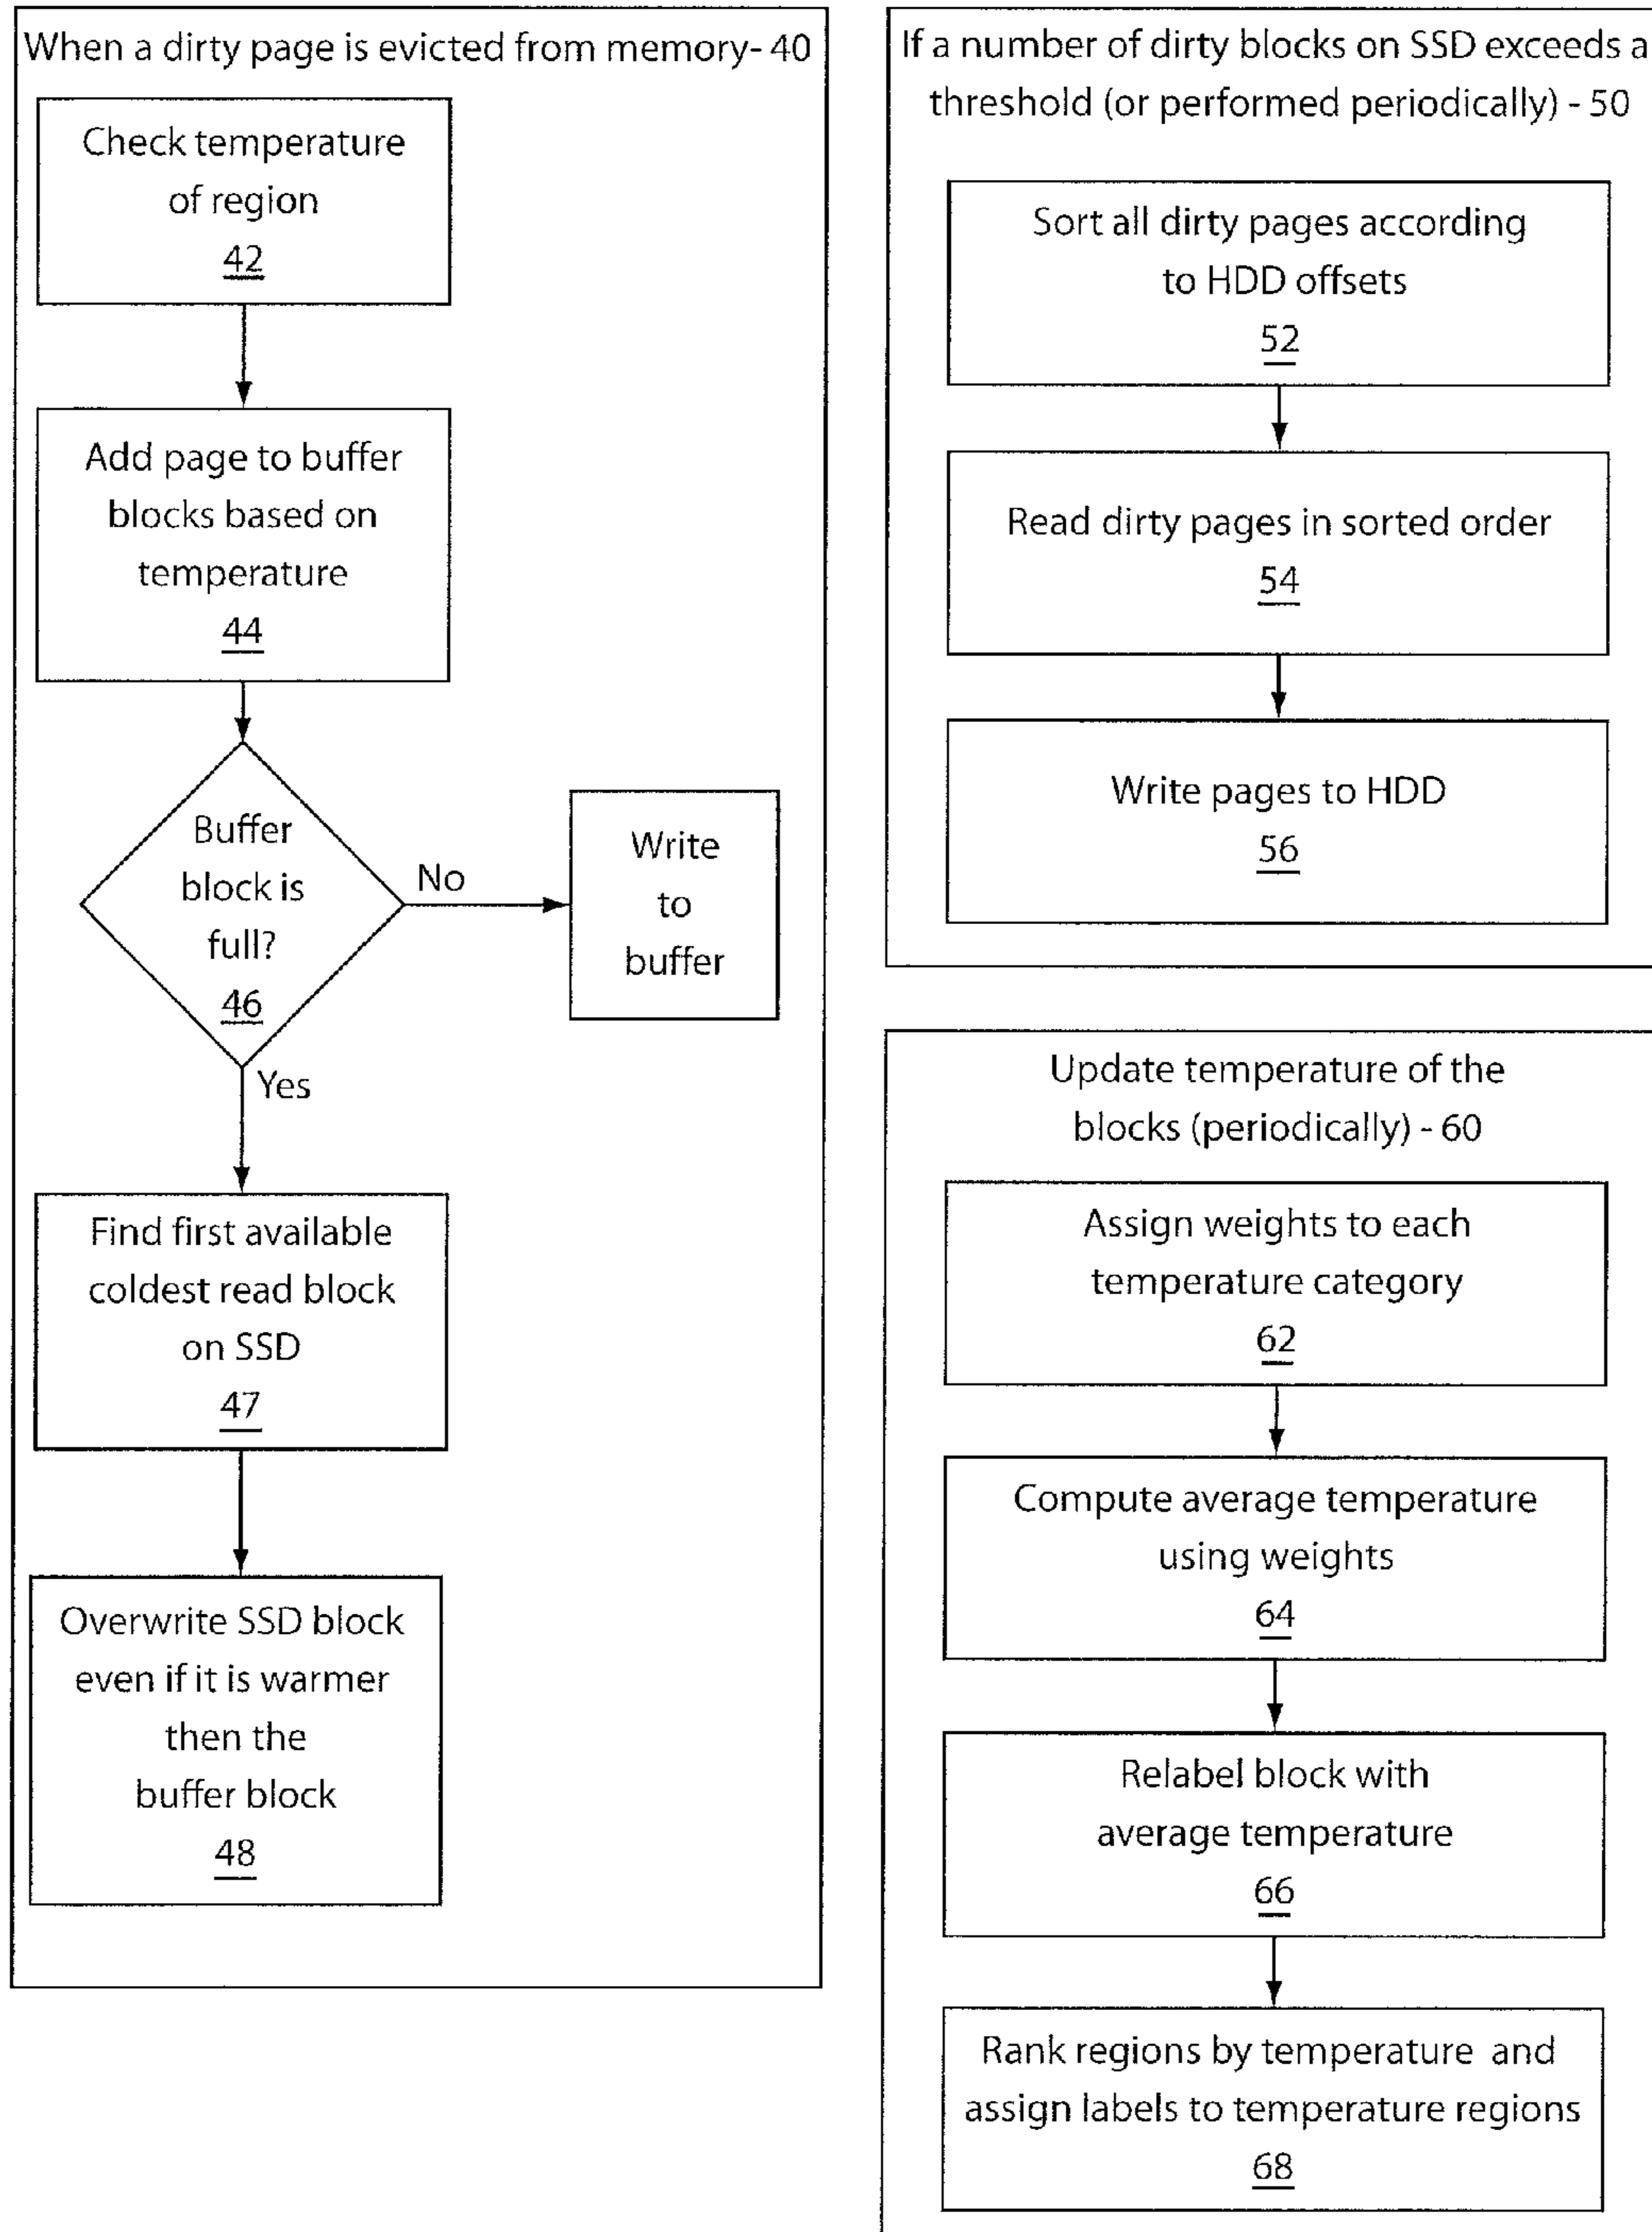 When a dirty page is evicted from memory- 40
Check temperature
of region
42
Add page to buffer
blocks based on
temperature
44
Buffer
block is
full?
46
No
Write
to
buffer
Yes
Find first available
coldest read block
on SSD
47
Overwrite SSD block
even if it is warmer
then the
buffer block
48
If a number of dirty blocks on SSD exceeds a
threshold (or performed periodically) - 50
Sort all dirty pages according
to HDD offsets
52
Read dirty pages in sorted order
54
Write pages to HDD
56
Update temperature of the
blocks (periodically) - 60
Assign weights to each
temperature category
62
Compute average temperature
using weights
64
Relabel block with
average temperature
66
Rank regions by temperature and
assign labels to temperature regions
68